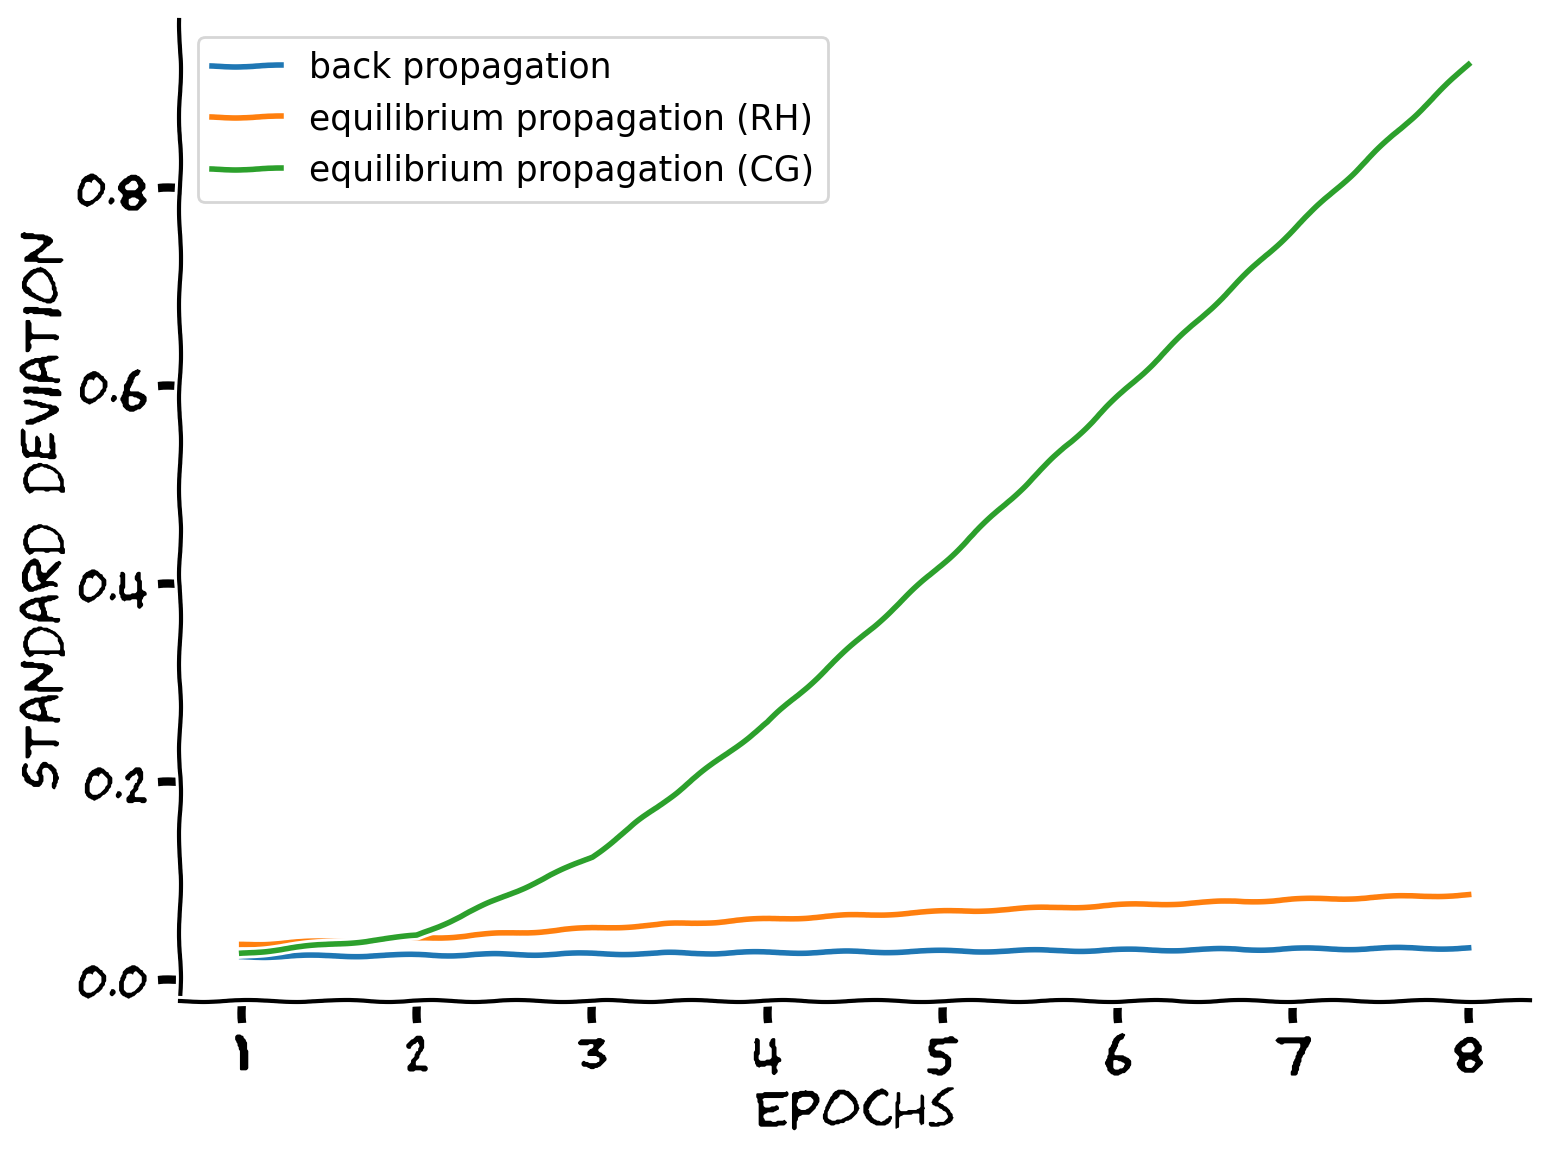 back propagation
equilibrium propagation (RH)
equilibrium propagation (CG)
STANDARD DEVIATION
0.8
0.6
0.4
0.2
0.0
1 2 3 4 5 6 7 8
EPOCHS